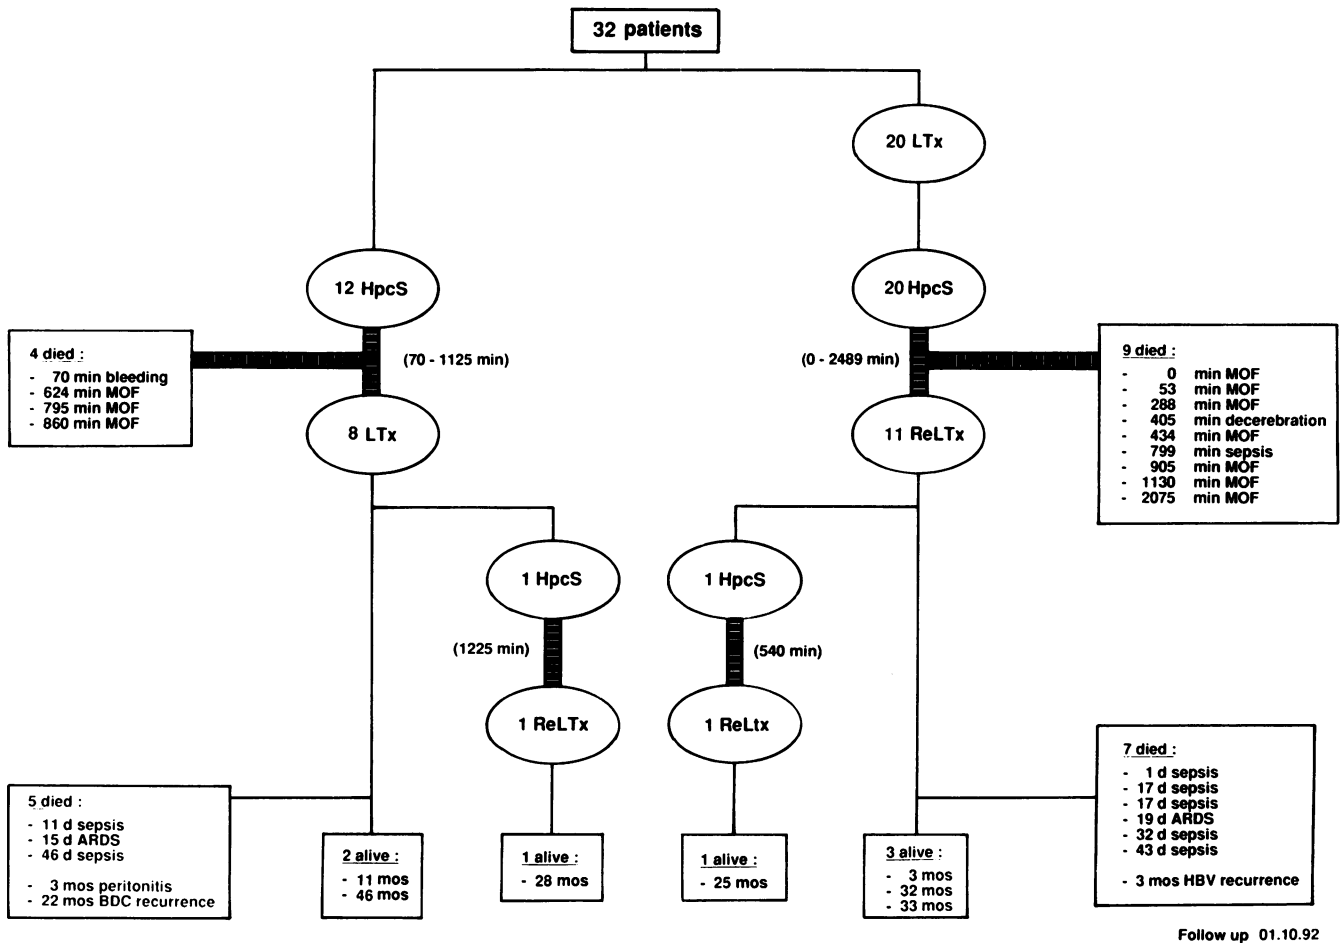 32 patients
20 LTx
12 HpcS
20 HpcS
4 died :
- 70 min bleeding
- 624 min MOF
- 795 min MOF
- 860 min MOF
(70 - 1125 min)
(0 - 2489 min)
9 died :
- 0 min MOF
- 53 min MOF
- 288 min MOF
- 405 min decerebration
- 434 min MOF
- 799 min sepsis
- 905 min MOF
- 1130 min MOF
- 2075 min MOF
8 LTx
11 ReLTx
1 HpcS
1 HpcS
(1225 min)
(540 min)
1 ReLTx
1 ReLtx
5 died :
- 11 d sepsis
- 15 d ARDS
- 46 d sepsis
- 3 mos peritonitis
- 22 mos BDC recurrence
2 alive :
- 11 mos
- 46 mos
1 alive :
- 28 mos
1 alive :
- 25 mos
3 alive :
- 3 mos
- 32 mos
- 33 mos
7 died :
- 1 d sepsis
- 17 d sepsis
- 17 d sepsis
- 19 d ARDS
- 32 d sepsis
- 43 d sepsis
- 3 mos HBV recurrence
Follow up 01.10.92